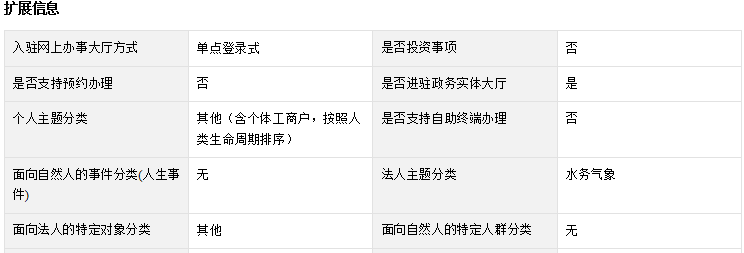 扩展信息
入驻网上办事大厅方式 单点登录式 是否投资事项 否
是否支持预约办理 否 是否进驻政务实体大厅 是
个人主题分类 其他（含个体工商户，按照人 是否支持自助终端办理 否
类生命周期排序）
面向自然人的事件分类(人生事 无 法人主题分类 水务气象
件)
面向法人的特定对象分类 其他 面向自然人的特定人群分类 无